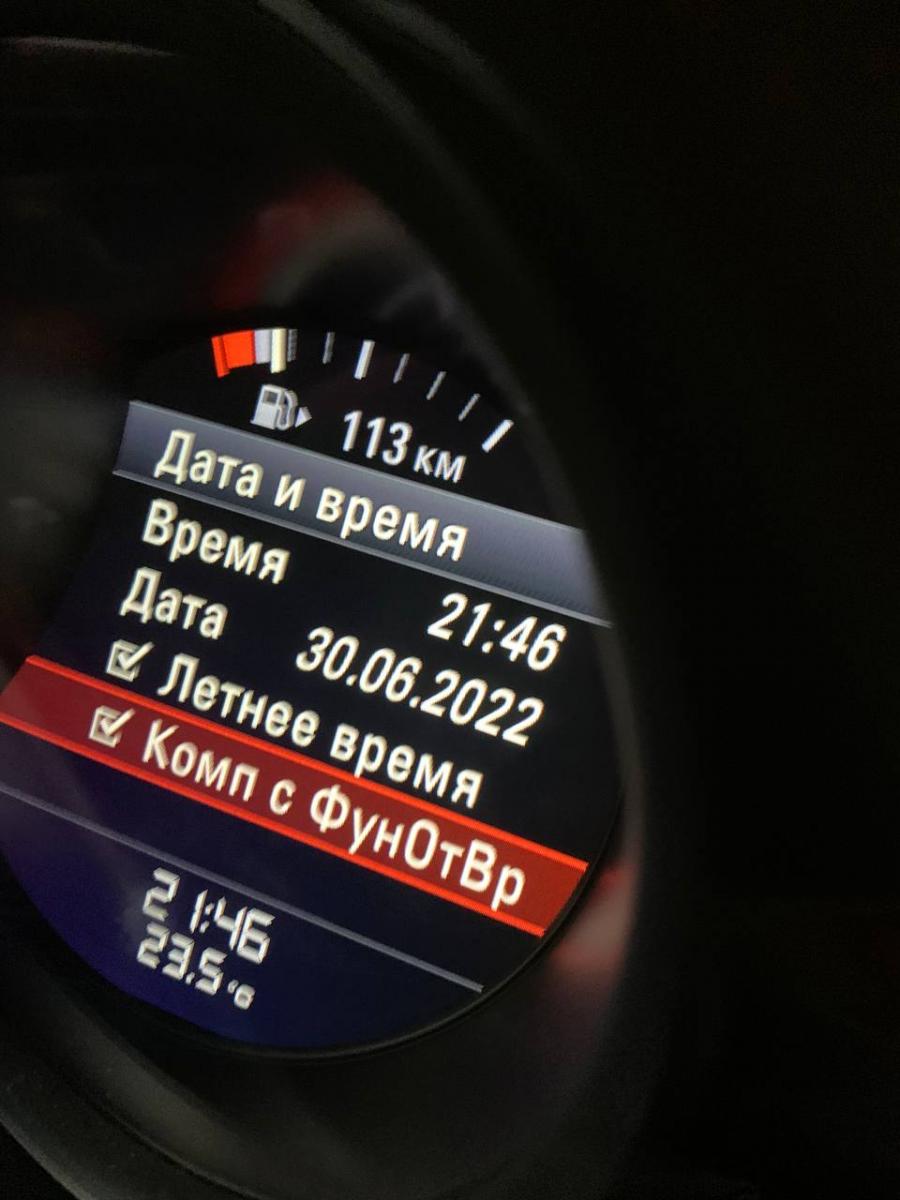 113 км
Дата и время
Время 21:46
Дата 30.06.2022
Летнее время
Комп с ФунОтВр
21:46
23.5 °C